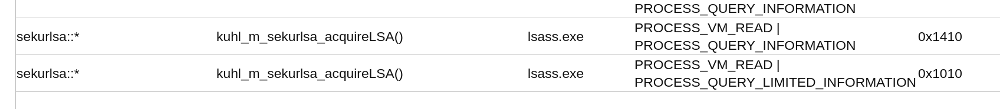 PROCESS_QUERY_INFORMATION
sekurlsa::* kuhl_m_sekurlsa_acquireLSA() lsass.exe PROCESS_VM_READ | 0x1410
PROCESS_QUERY_INFORMATION
sekurlsa::* kuhl_m_sekurlsa_acquireLSA() lsass.exe PROCESS_VM_READ | 0x1010
PROCESS_QUERY_LIMITED_INFORMATION